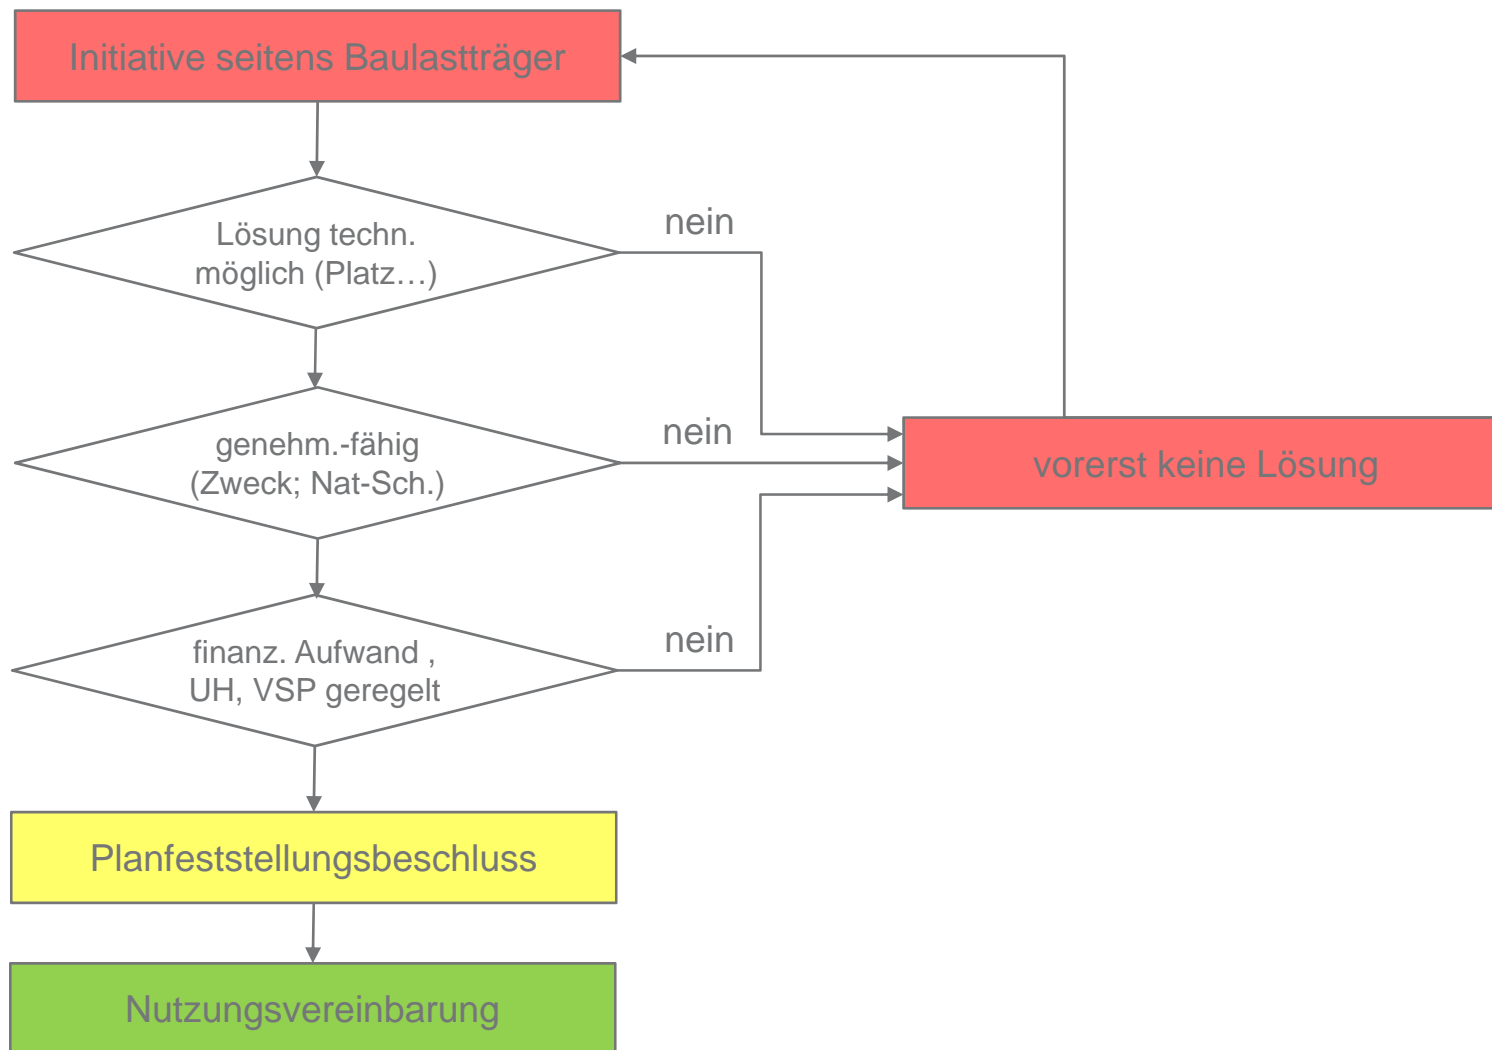 Initiative seitens Baulastträger
Lösung techn.
möglich (Platz…)
nein
genehm.-fähig
(Zweck; Nat-Sch.)
nein
vorerst keine Lösung
finanz. Aufwand ,
UH, VSP geregelt
nein
Planfeststellungsbeschluss
Nutzungsvereinbarung